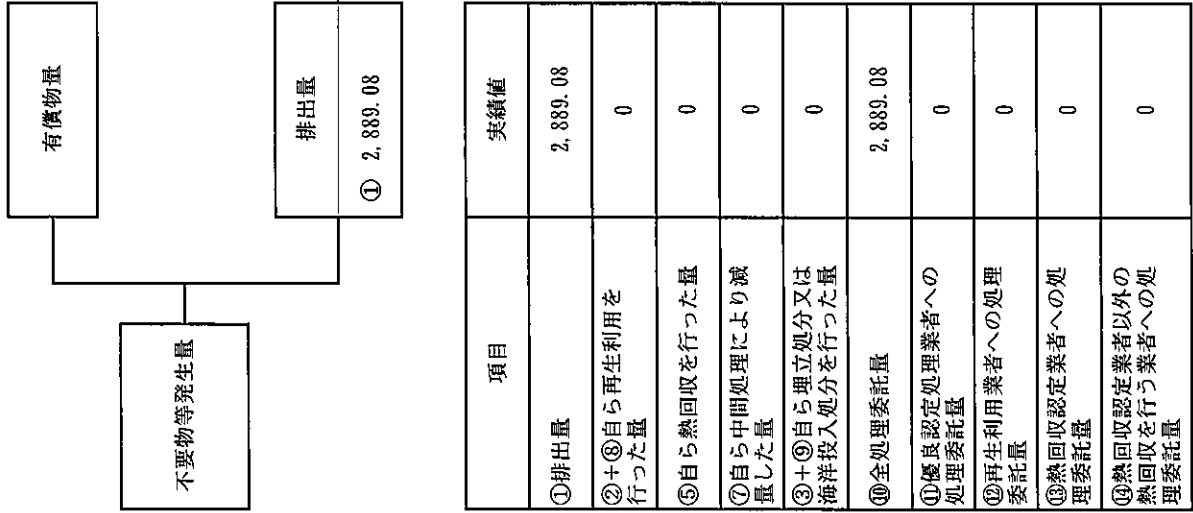 有償物量
不要物等発生量
排出量
① 2,889.08
項目
実績値
①排出量
2,889.08
②+⑧自ら再生利用を
行った量
0
⑤自ら熱回収を行った量
0
⑦自ら中間処理により減
量した量
0
③+⑨自ら埋立処分又は
海洋投入処分を行った量
0
⑩全処理委託量
2,889.08
⑪優良認定処理業者への
処理委託量
0
⑫再生利用業者への処理
委託量
0
⑬熱回収認定業者への処
理委託量
0
⑭熱回収認定業者以外の
熱回収を行う業者への処
理委託量
0